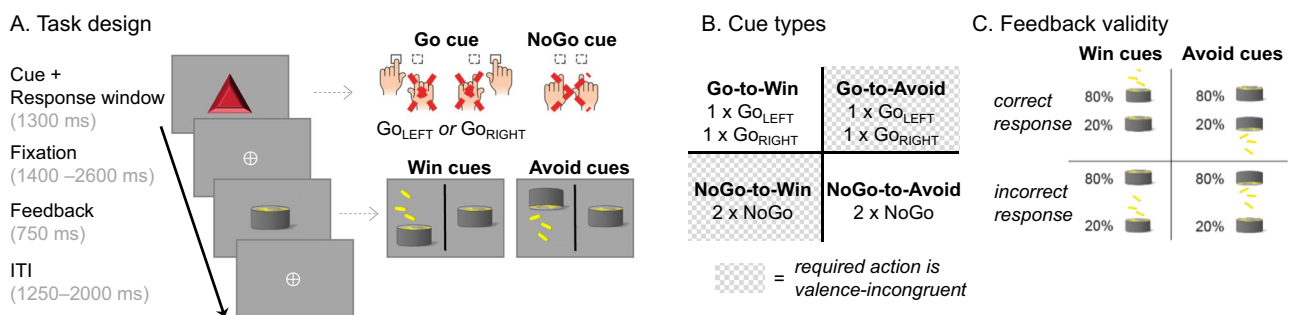 A. Task design
Cue +
Response window
(1300 ms)
Fixation
(1400 –2600 ms)
Feedback
(750 ms)
ITI
(1250–2000 ms)
Go cue
NoGo cue
GoLEFT or GoRIGHT
Win cues
Avoid cues
B. Cue types
Go-to-Win
1 x GoLEFT
1 x GoRIGHT
Go-to-Avoid
1 x GoLEFT
1 x GoRIGHT
NoGo-to-Win
2 x NoGo
NoGo-to-Avoid
2 x NoGo
= required action is
valence-incongruent
C. Feedback validity
Win cues
Avoid cues
correct
response
80%
80%
20%
20%
incorrect
response
80%
80%
20%
20%